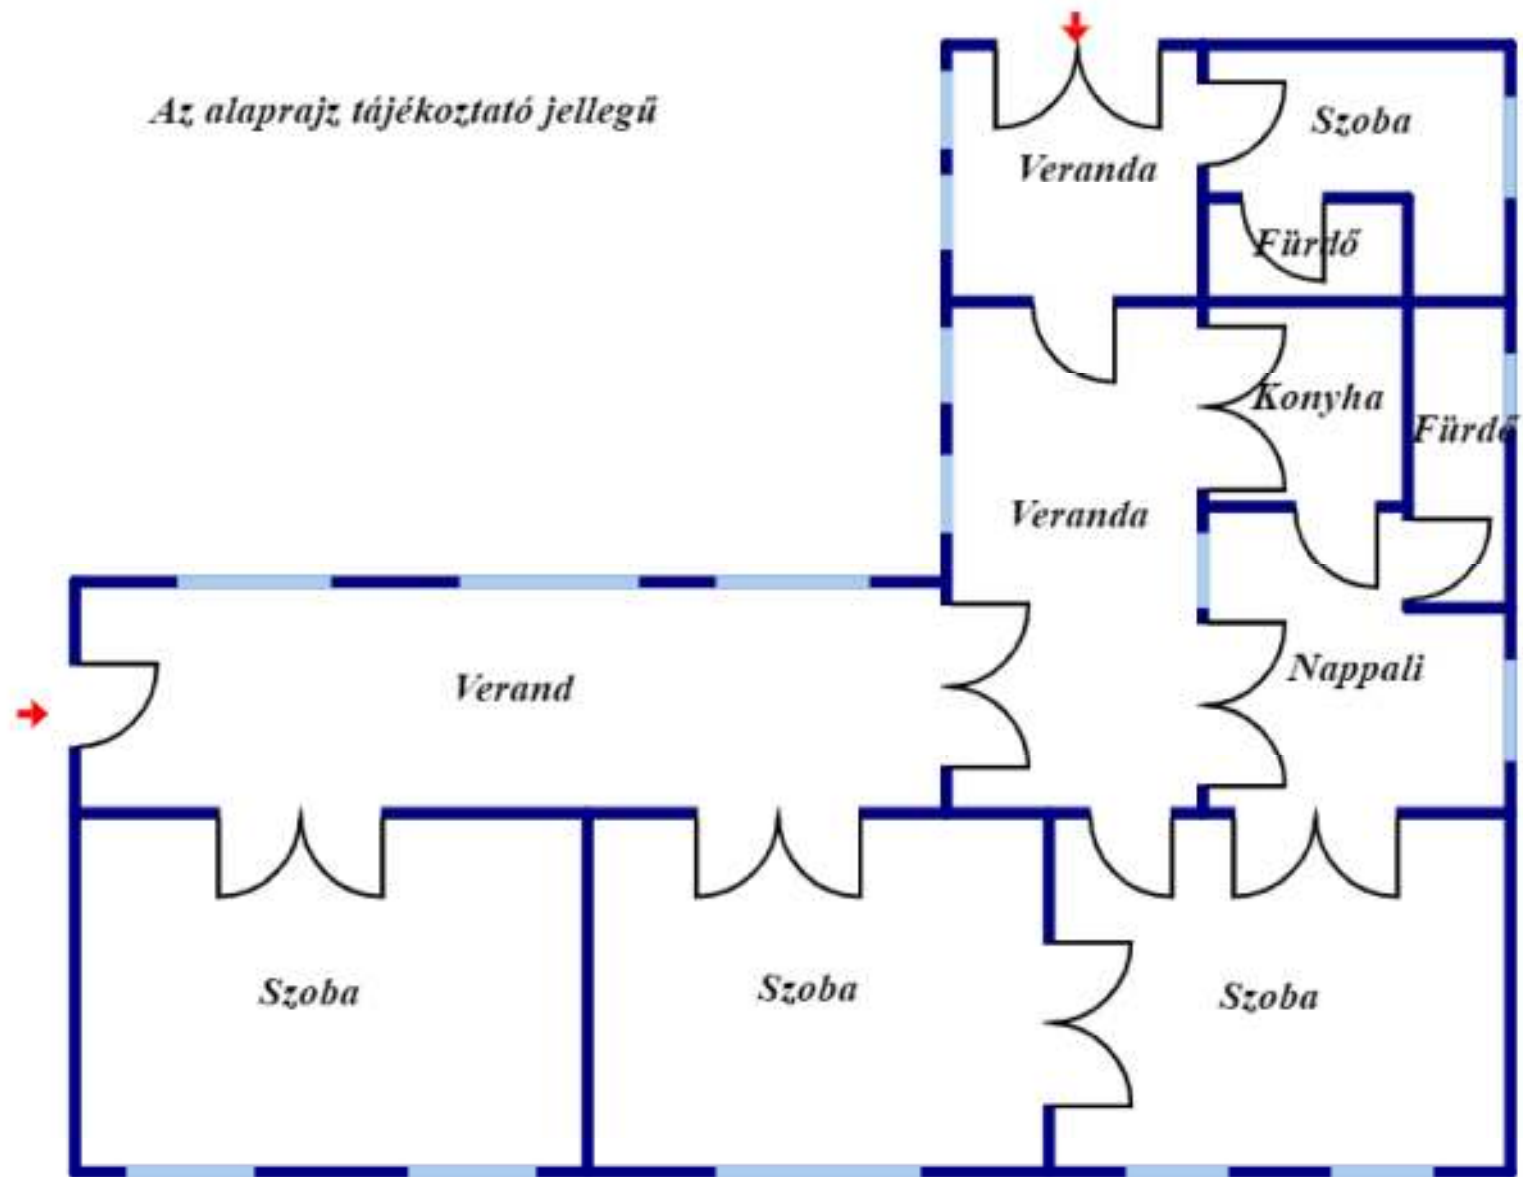 Az alaprajz tájékoztató jellegű
Szoba
Veranda
Fürdő
Konyha
Fürdő
Veranda
Nappali
Verand
Szoba
Szoba
Szoba